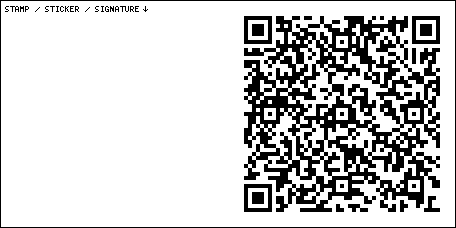 STAMP / STICKER / SIGNATURE ↓